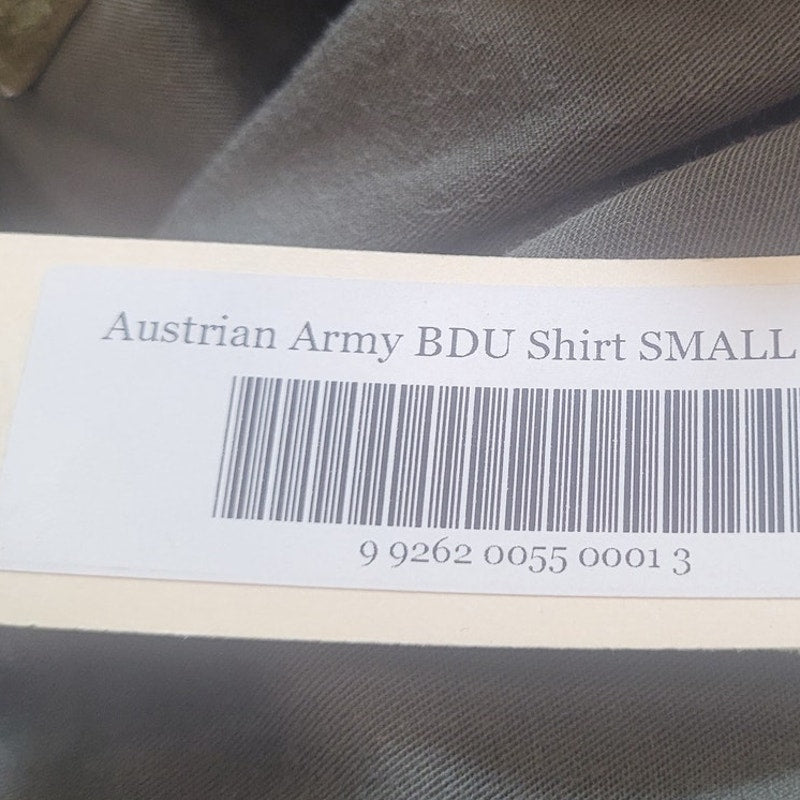 Austrian Army BDU Shirt SMALL
9 9262 0055 0001 3